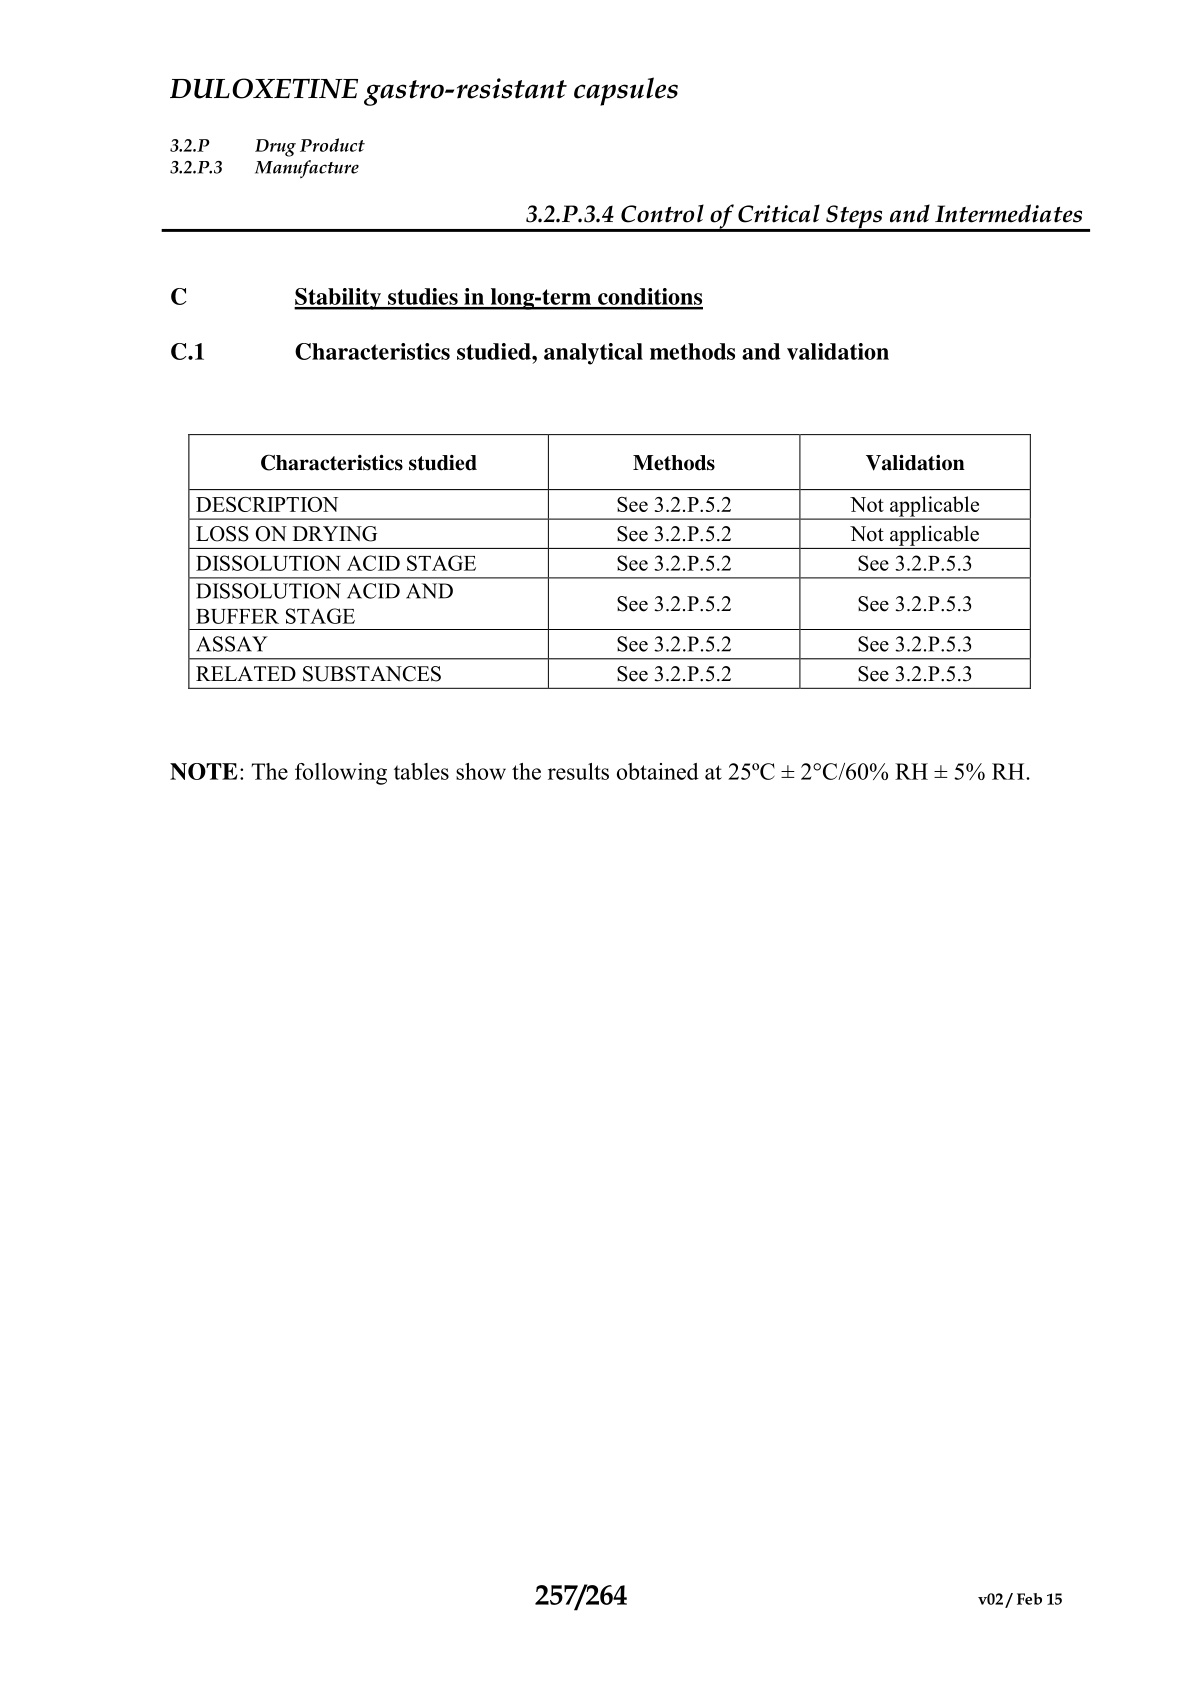 DULOXETINE gastro-resistant capsules
3.2.P Drug Product
3.2.P.3 Manufacture
3.2.P.3.4 Control of Critical Steps and Intermediates
C Stability studies in long-term conditions
C.1 Characteristics studied, analytical methods and validation
Characteristics studied Methods Validation
DESCRIPTION See 3.2.P.5.2 Not applicable
LOSS ON DRYING See 3.2.P.5.2 Not applicable
DISSOLUTION ACID STAGE See 3.2.P.5.2 See 3.2.P.5.3
DISSOLUTION ACID AND
BUFFER STAGE See 3.2.P.5.2 See 3.2.P.5.3
ASSAY See 3.2.P.5.2 See 3.2.P.5.3
RELATED SUBSTANCES See 3.2.P.5.2 See 3.2.P.5.3
NOTE: The following tables show the results obtained at 25ºC ± 2°C/60% RH ± 5% RH.
257/264 v02 / Feb 15